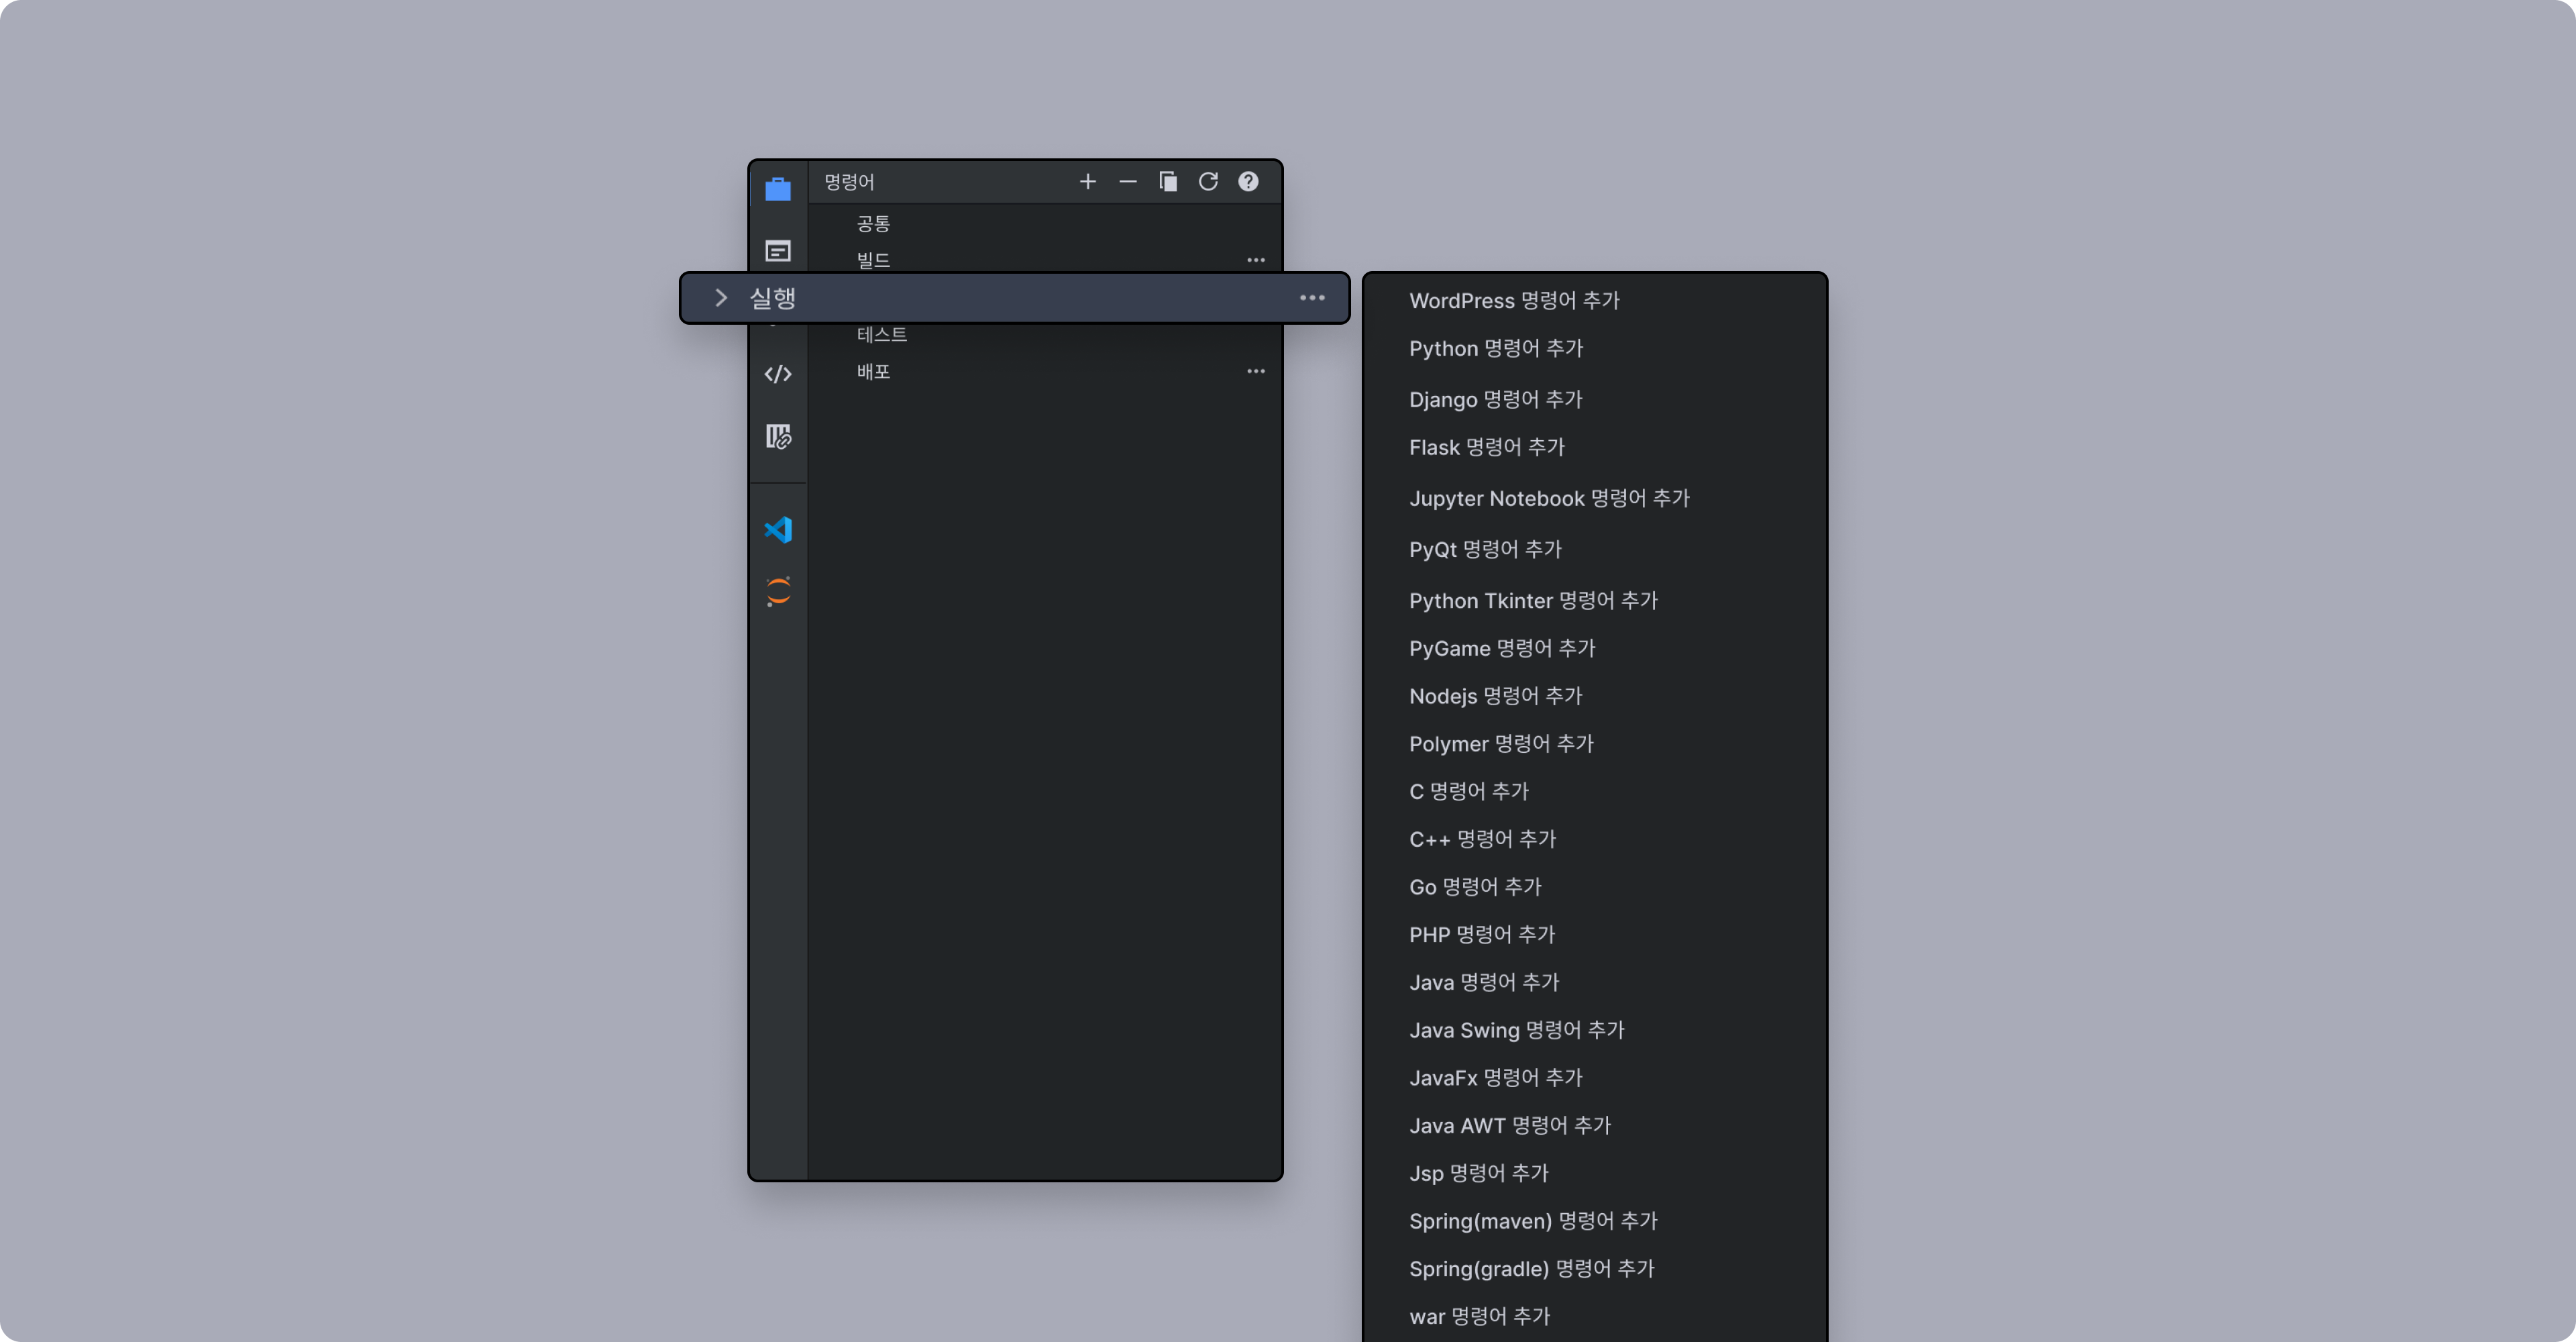 명령어
공통
빌드
실행
테스트
배포
WordPress 명령어 추가
Python 명령어 추가
Django 명령어 추가
Flask 명령어 추가
Jupyter Notebook 명령어 추가
PyQt 명령어 추가
Python Tkinter 명령어 추가
PyGame 명령어 추가
Nodejs 명령어 추가
Polymer 명령어 추가
C 명령어 추가
C++ 명령어 추가
Go 명령어 추가
PHP 명령어 추가
Java 명령어 추가
Java Swing 명령어 추가
JavaFx 명령어 추가
Java AWT 명령어 추가
Jsp 명령어 추가
Spring(maven) 명령어 추가
Spring(gradle) 명령어 추가
war 명령어 추가